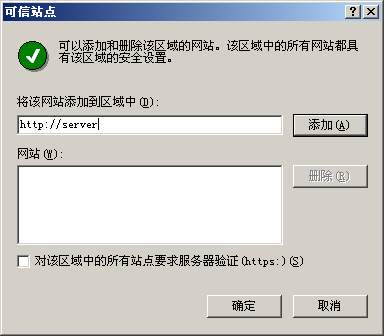 可信站点
可以添加和删除该区域的网站。该区域中的所有网站都具
有该区域的安全设置。
将该网站添加到区域中(D):
http://server
添加(A)
网站(W):
删除(R)
对该区域中的所有站点要求服务器验证(https:)(S)
确定
取消